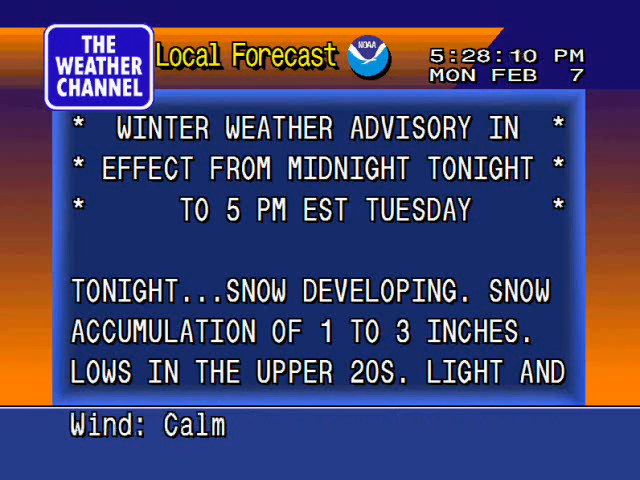 THE
WEATHER
CHANNEL
Local Forecast
NOAA
5:28:10 PM
MON FEB 7
* WINTER WEATHER ADVISORY IN *
* EFFECT FROM MIDNIGHT TONIGHT *
* TO 5 PM EST TUESDAY *
TONIGHT...SNOW DEVELOPING. SNOW
ACCUMULATION OF 1 TO 3 INCHES.
LOWS IN THE UPPER 20S. LIGHT AND
Wind: Calm